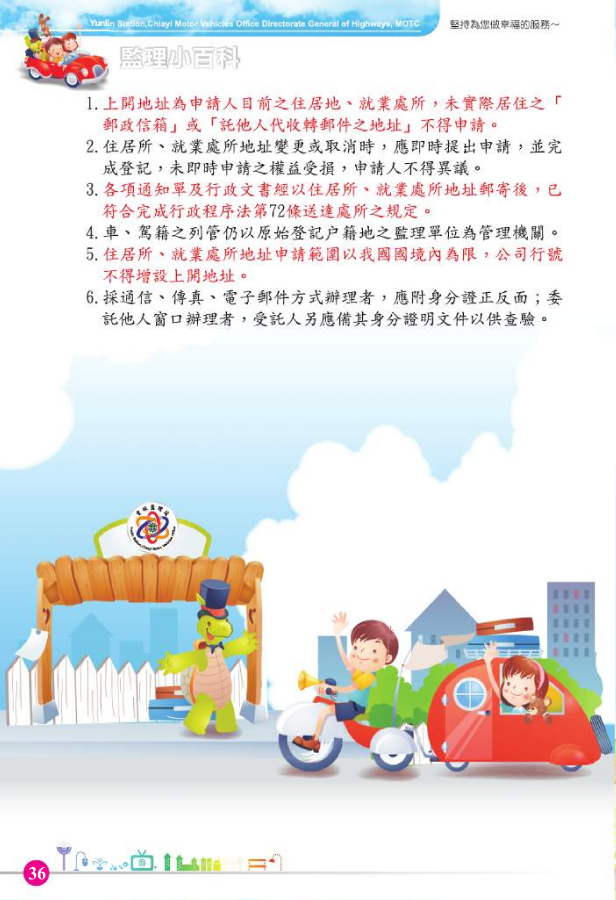 Yunlin Station,Chiayi Motor Vehicles Office Directorate General of Highways, MOTC
堅持為您做幸福的服務～
監理小百科
1.上開地址為申請人目前之住居地、就業處所，未實際居住之「
郵政信箱」或「託他人代收轉郵件之地址」不得申請。
2.住居所、就業處所地址變更或取消時，應即時提出申請，並完
成登記，未即時申請之權益受損，申請人不得異議。
3.各項通知單及行政文書經以住居所、就業處所地址郵寄後，已
符合完成行政程序法第72條送達處所之規定。
4.車、駕籍之列管仍以原始登記户籍地之監理單位為管理機關。
5.住居所、就業處所地址申請範圍以我國國境內為限，公司行號
不得增設上開地址。
6.採通信、傳真、電子郵件方式辦理者，應附身分證正反面；委
託他人窗口辦理者，受託人另應備其身分證明文件以供查驗。
雲林監理站
36